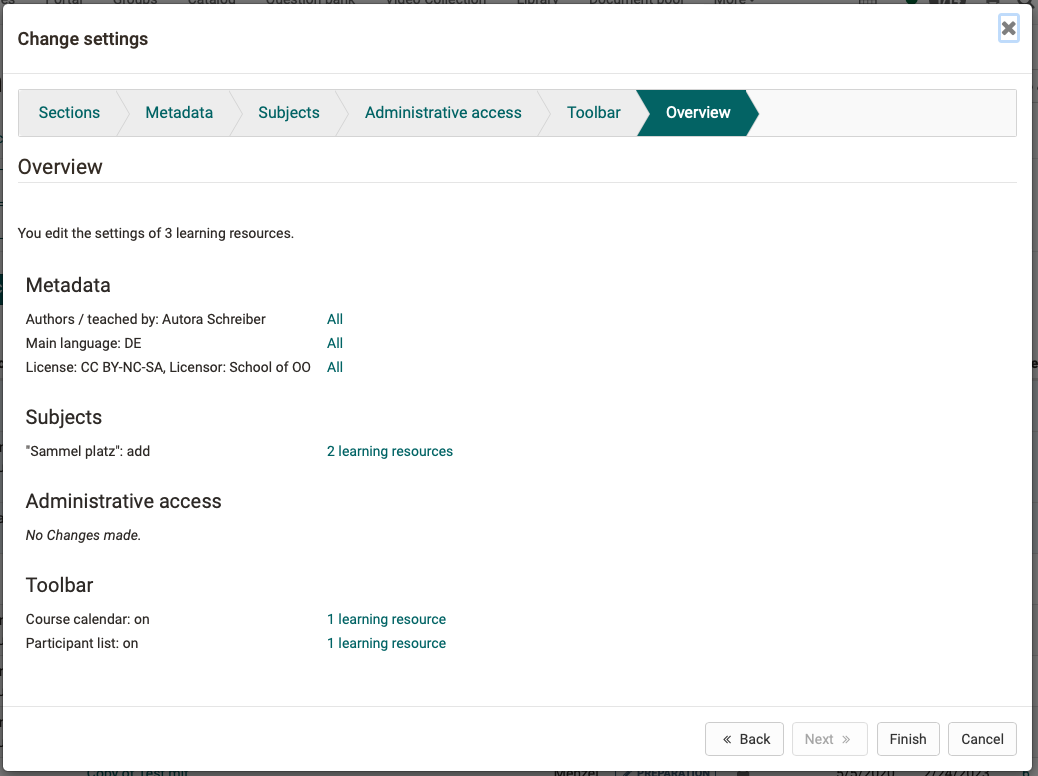 Change settings
Sections Metadata Subjects Administrative access Toolbar Overview
Overview
You edit the settings of 3 learning resources.
Metadata
Authors / teached by: Autora Schreiber All
Main language: DE All
License: CC BY-NC-SA, Licensor: School of OO All
Subjects
"Sammel platz": add 2 learning resources
Administrative access
No Changes made.
Toolbar
Course calendar: on 1 learning resource
Participant list: on 1 learning resource
« Back Next » Finish Cancel